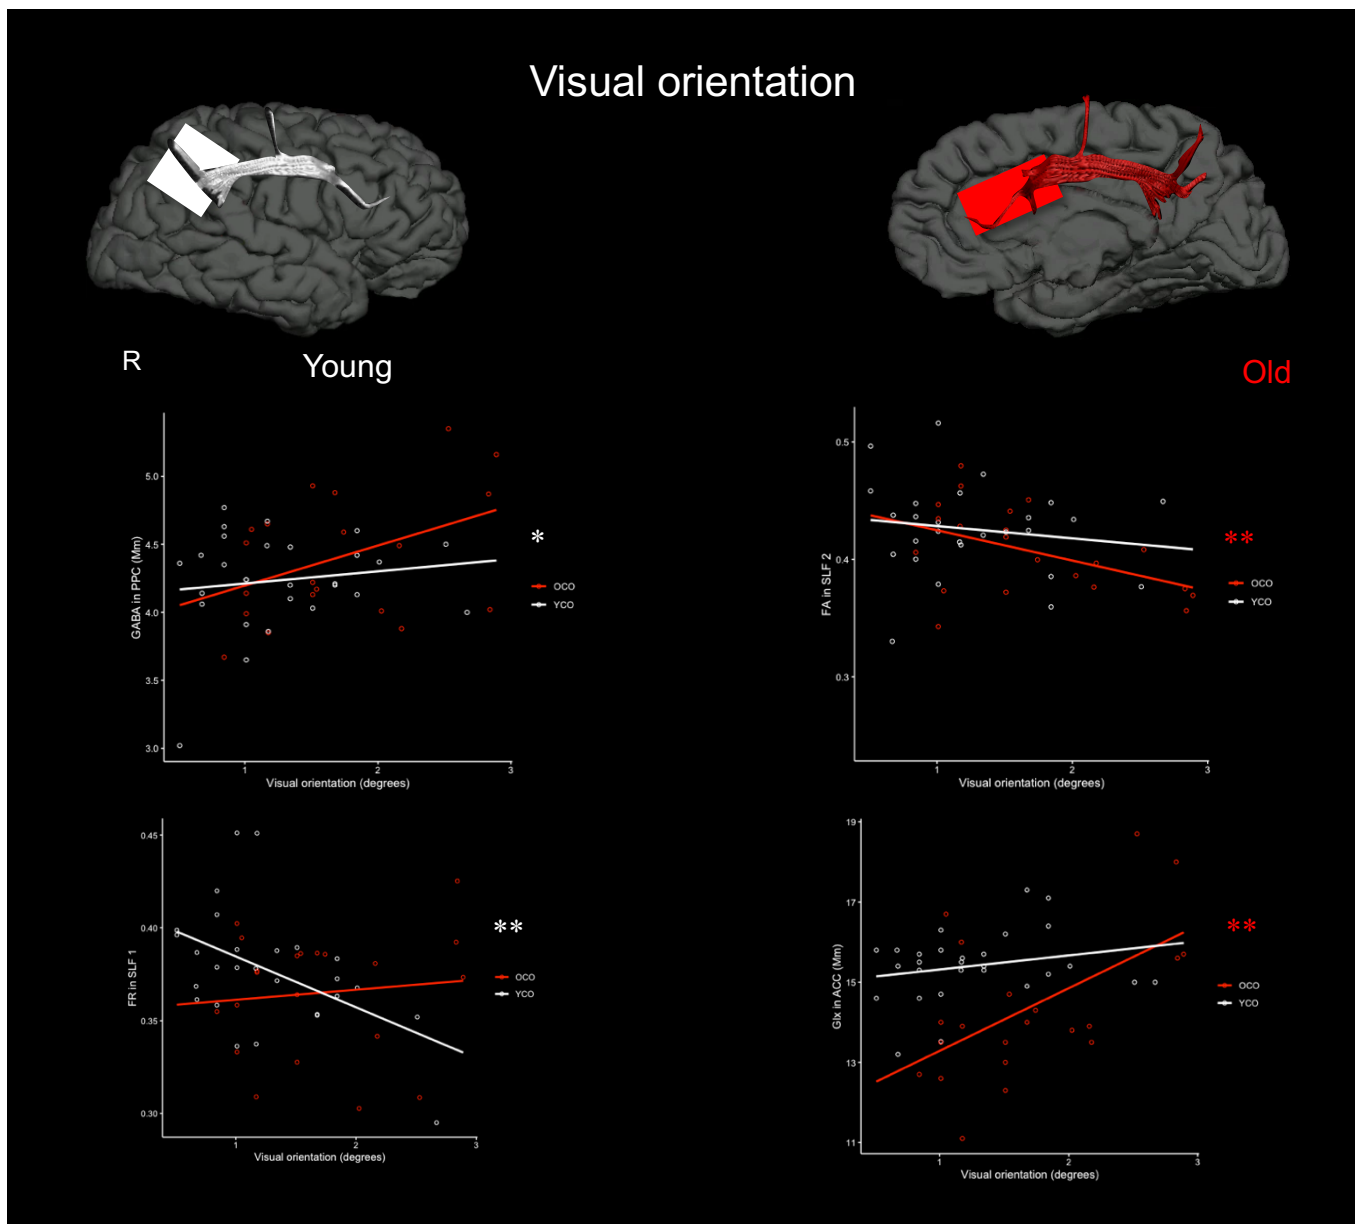 Visual orientation
R
Young
Old
GABA in PPC (Mm)
5.0
4.5
4.0
3.5
3.0
1
2
3
Visual orientation (degrees)
*
OCO
YCO
FA in SLF 2
0.5
0.4
0.3
1
2
3
Visual orientation (degrees)
**
OCO
YCO
FR in SLF 1
0.45
0.40
0.35
0.30
1
2
3
Visual orientation (degrees)
**
OCO
YCO
Glx in ACC (Mm)
19
17
15
13
11
1
2
3
Visual orientation (degrees)
**
OCO
YCO